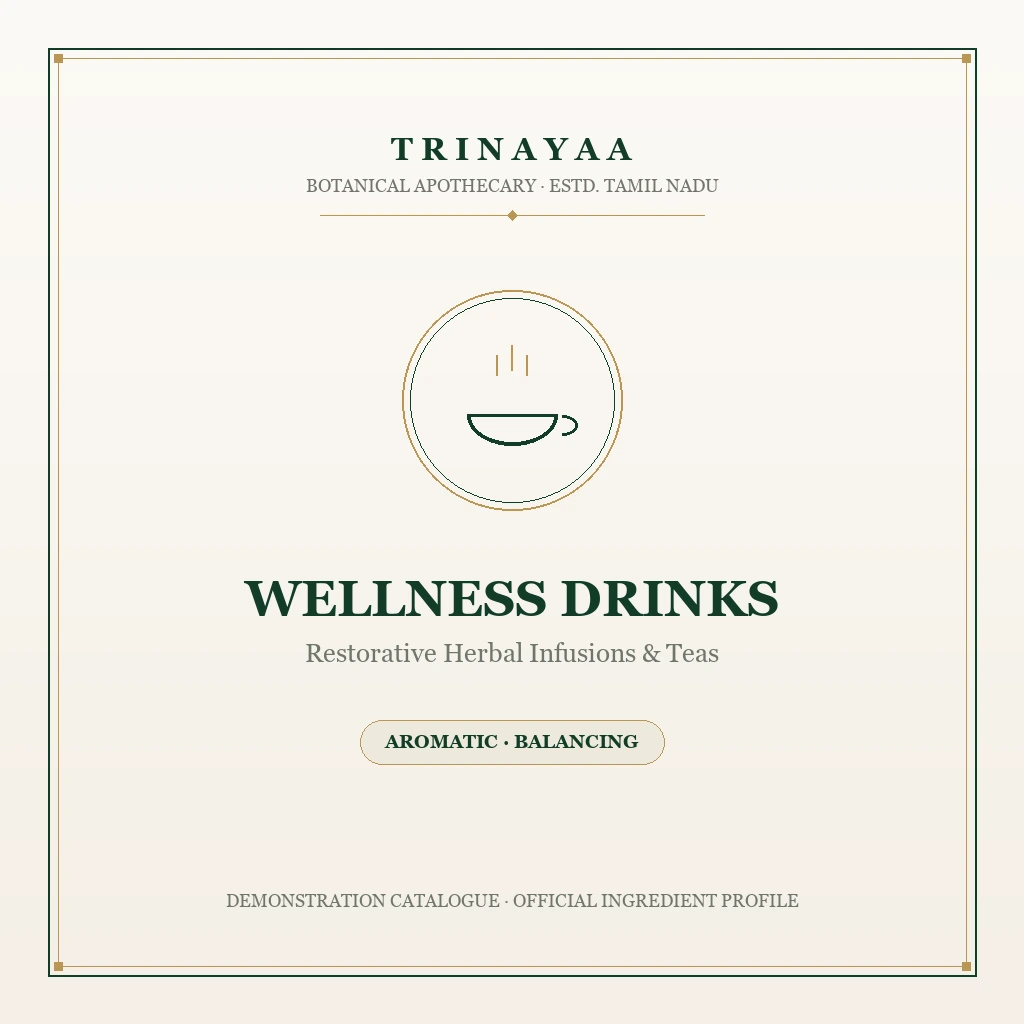 TRINAYAA
BOTANICAL APOTHECARY · ESTD. TAMIL NADU
WELLNESS DRINKS
Restorative Herbal Infusions & Teas
AROMATIC · BALANCING
DEMONSTRATION CATALOGUE · OFFICIAL INGREDIENT PROFILE